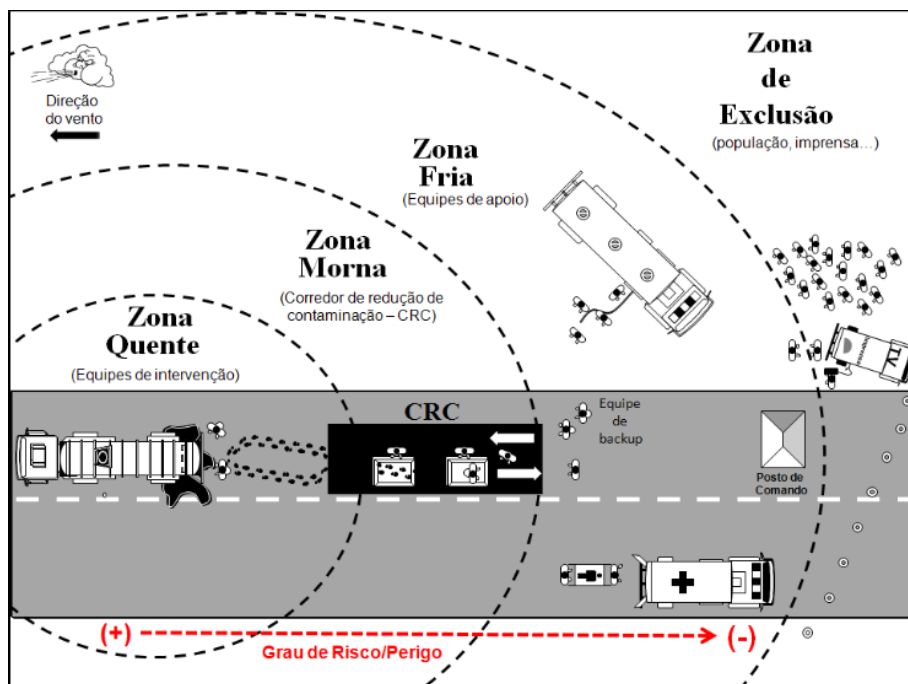 Zona
de
Exclusão
(população, imprensa...)
Direção
do vento
Zona
Fria
(Equipes de apoio)
Zona
Morna
(Corredor de redução de
contaminação – CRC)
Zona
Quente
(Equipes de intervenção)
TV
CRC
Equipe
de
backup
Posto de
Comando
(+)
(-)
Grau de Risco/Perigo